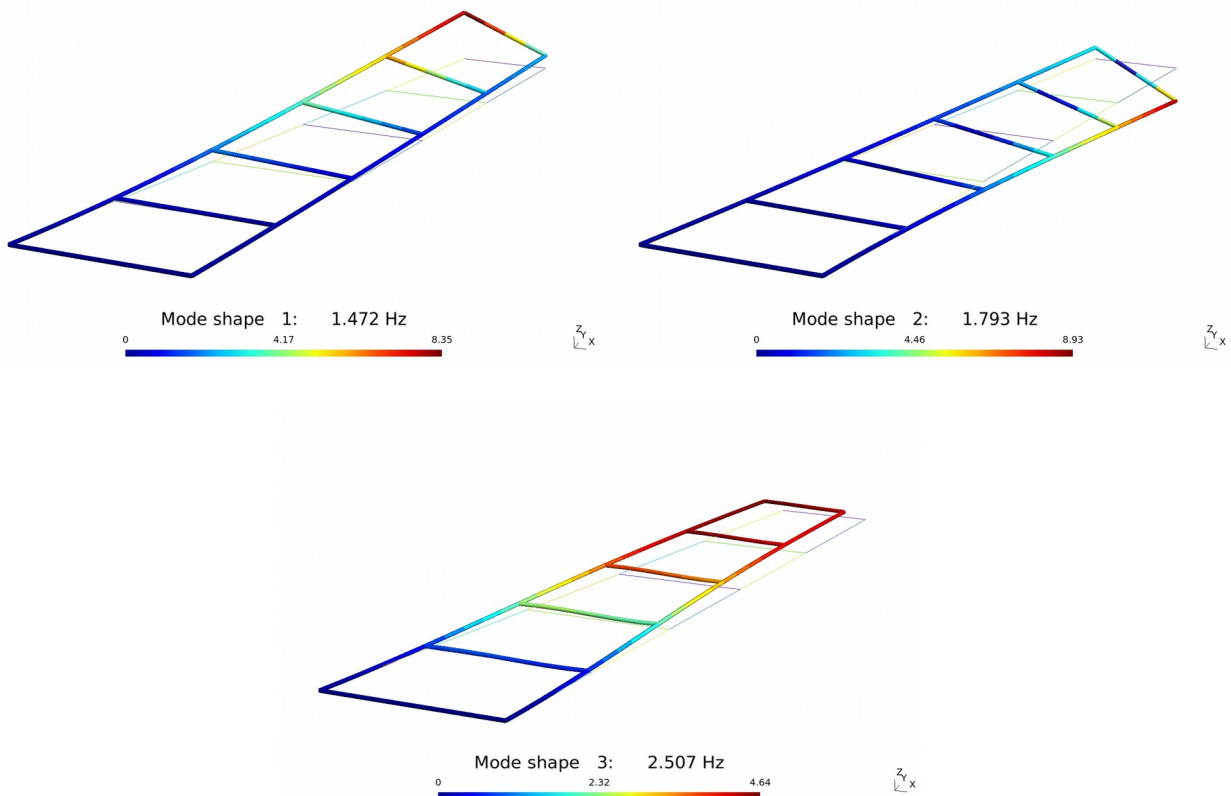 Mode shape 1: 1.472 Hz
0 4.17 8.35
Z Y X
Mode shape 2: 1.793 Hz
0 4.46 8.93
Z Y X
Mode shape 3: 2.507 Hz
0 2.32 4.64
Z Y X